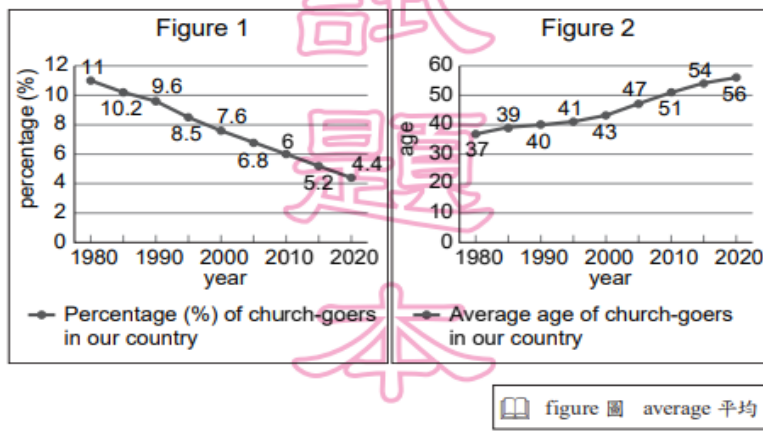 Figure 1
percentage (%)
12
10
8
6
4
2
0
11
10.2
9.6
8.5
7.6
6.8
6
5.2
4.4
1980 1990 2000 2010 2020
year
Percentage (%) of church-goers
in our country
Figure 2
age
60
50
40
30
20
10
0
37
39
40
41
43
47
51
54
56
1980 1990 2000 2010 2020
year
Average age of church-goers
in our country
figure 圖 average 平均
試題本